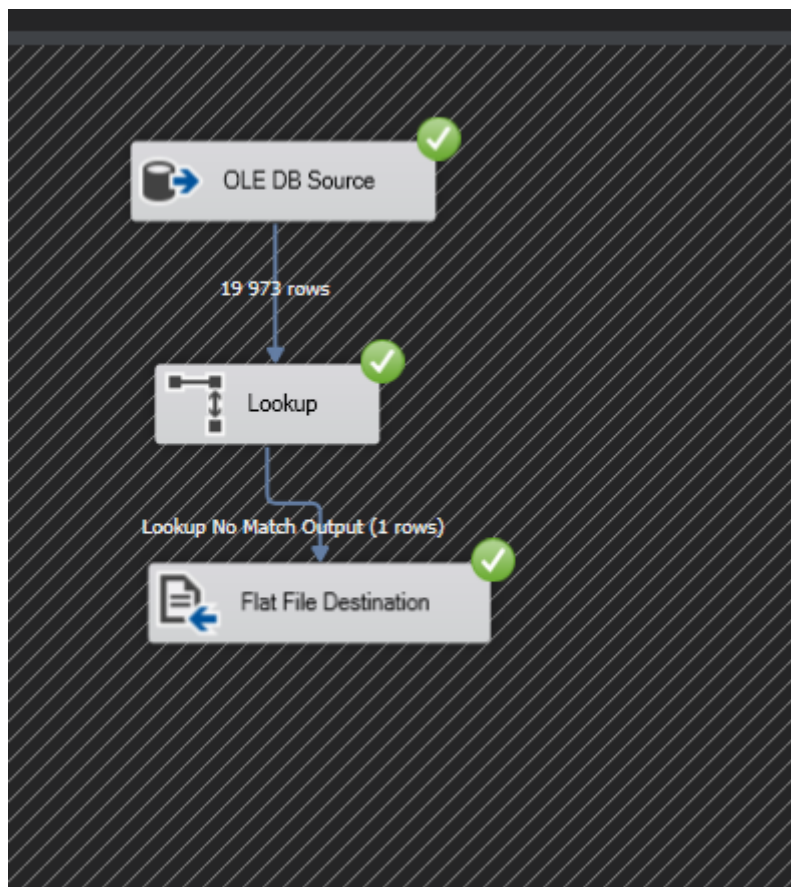 OLE DB Source
19 973 rows
Lookup
Lookup No Match Output (1 rows)
Flat File Destination